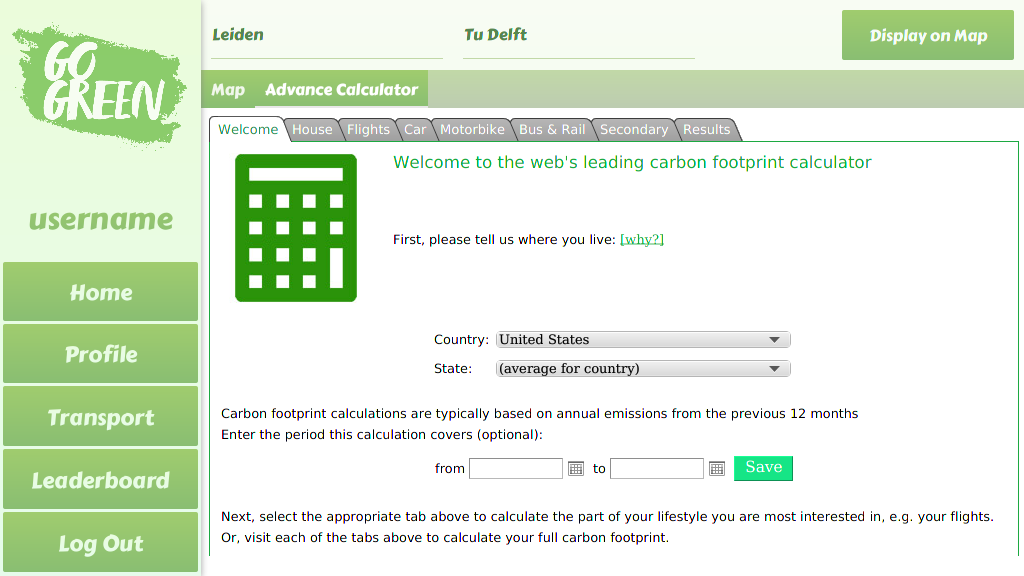 GO
GREEN
username
Home
Profile
Transport
Leaderboard
Log Out
Leiden
Tu Delft
Display on Map
Map
Advance Calculator
Welcome
House
Flights
Car
Motorbike
Bus & Rail
Secondary
Results
Welcome to the web's leading carbon footprint calculator
First, please tell us where you live: [why?]
Country: United States
State: (average for country)
Carbon footprint calculations are typically based on annual emissions from the previous 12 months
Enter the period this calculation covers (optional):
from to Save
Next, select the appropriate tab above to calculate the part of your lifestyle you are most interested in, e.g. your flights.
Or, visit each of the tabs above to calculate your full carbon footprint.